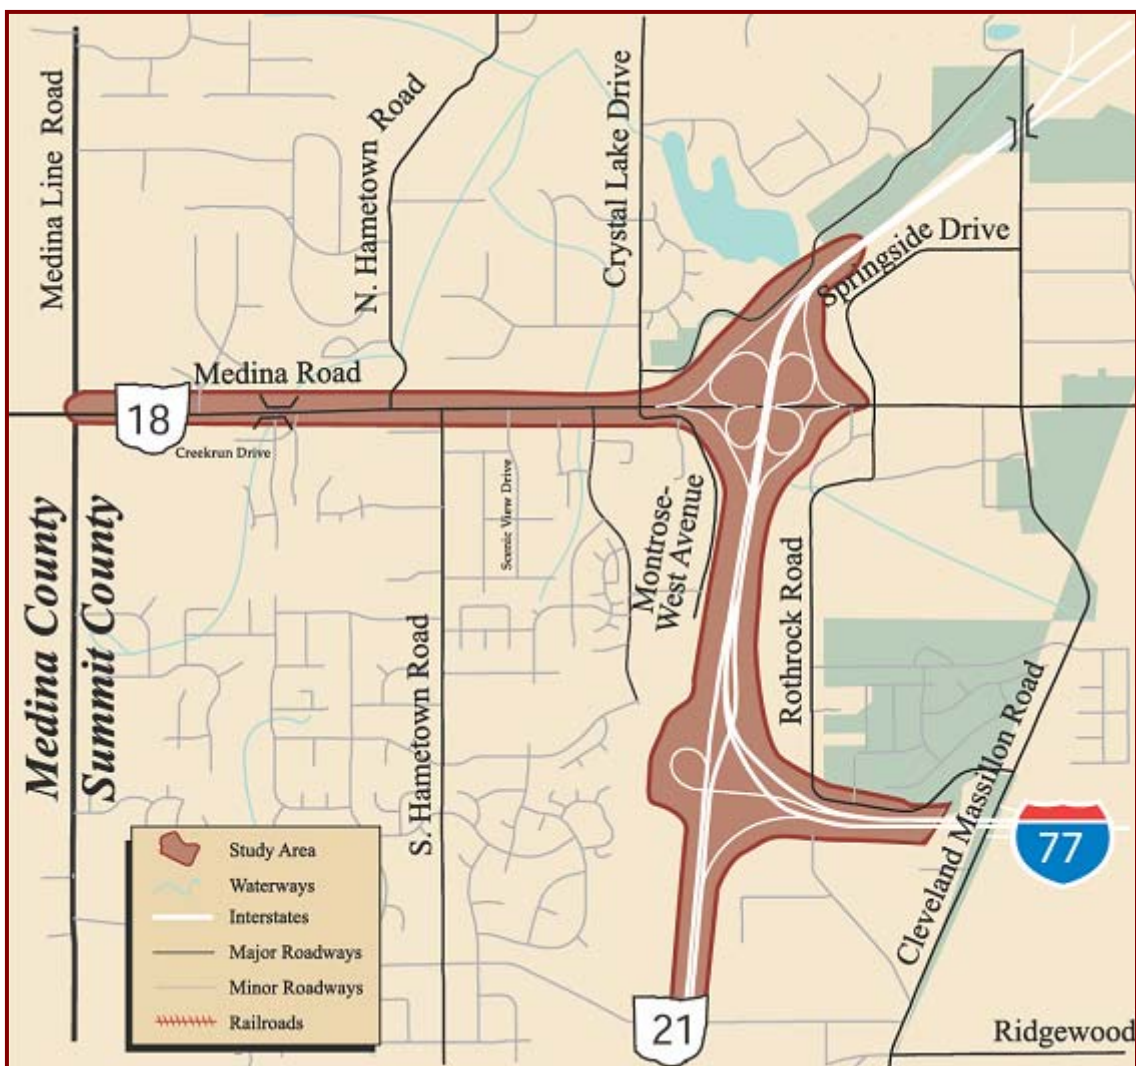 Medina Line Road
N. Hametown Road
Crystal Lake Drive
Springside Drive
Medina Road
18
Creekrun Drive
Scenic View Drive
Montrose-
West Avenue
Rothrock Road
Medina County
Summit County
S. Hametown Road
Cleveland Massillon Road
77
Study Area
Waterways
Interstates
Major Roadways
Minor Roadways
Railroads
21
Ridgewood